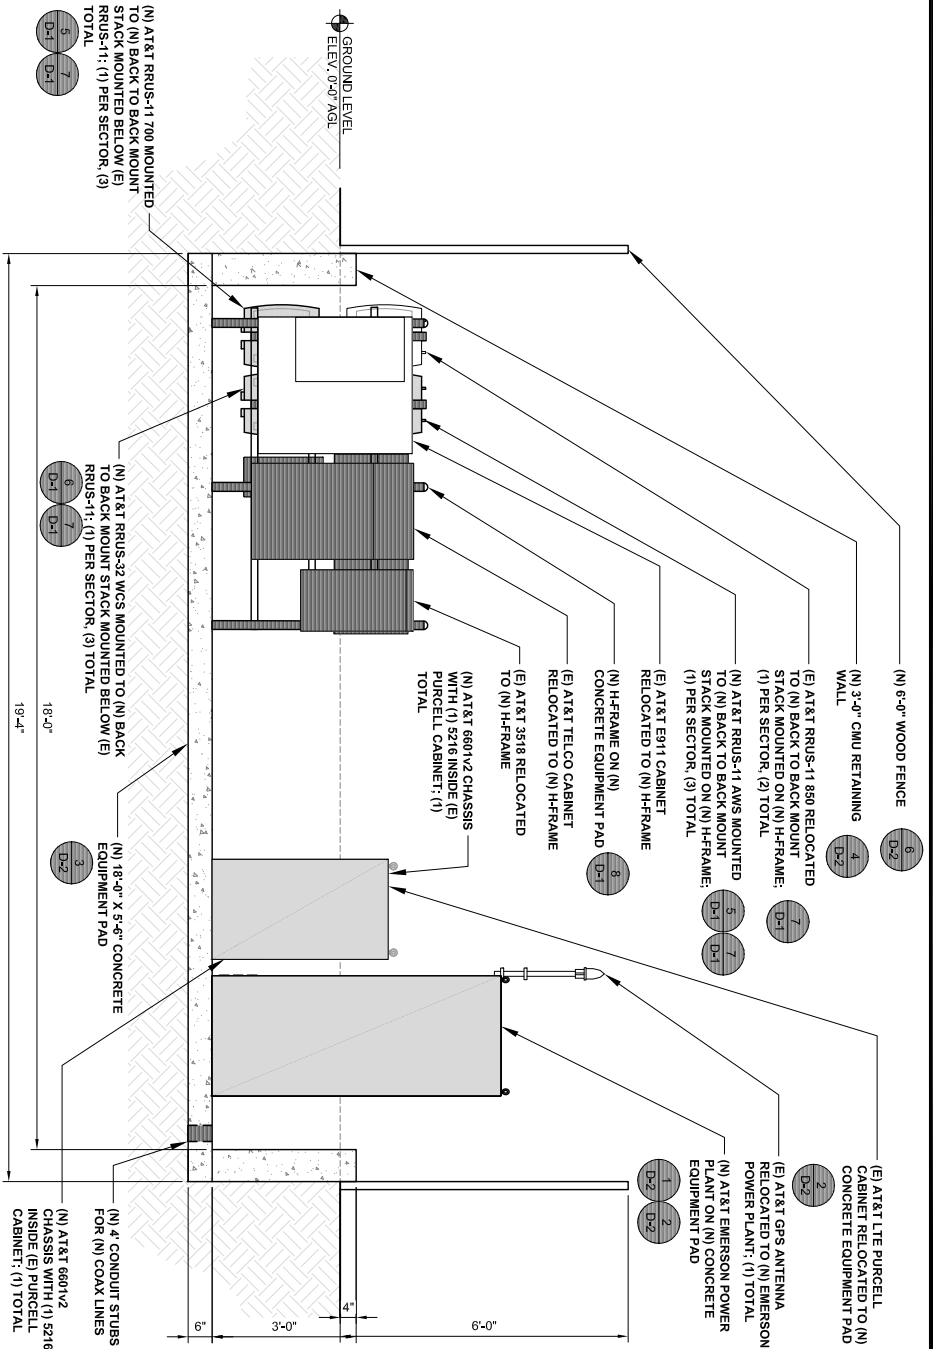 (N) 6'-0" WOOD FENCE
6
D-2
(N) 3'-0" CMU RETAINING
WALL
4
D-2
(E) AT&T RRUS-11 850 RELOCATED
TO (N) BACK TO BACK MOUNT
STACK MOUNTED ON (N) H-FRAME;
(1) PER SECTOR, (2) TOTAL
7
D-1
(N) AT&T RRUS-11 AWS MOUNTED
TO (N) BACK TO BACK MOUNT
STACK MOUNTED ON (N) H-FRAME;
(1) PER SECTOR, (3) TOTAL
5
D-1
7
D-1
(E) AT&T E911 CABINET
RELOCATED TO (N) H-FRAME
(N) H-FRAME ON (N)
CONCRETE EQUIPMENT PAD
8
D-1
(E) AT&T TELCO CABINET
RELOCATED TO (N) H-FRAME
(E) AT&T 3518 RELOCATED
TO (N) H-FRAME
(N) AT&T 6601v2 CHASSIS
WITH (1) 5216 INSIDE (E)
PURCELL CABINET; (1)
TOTAL
(E) AT&T LTE PURCELL
CABINET RELOCATED TO (N)
CONCRETE EQUIPMENT PAD
2
D-2
(E) AT&T GPS ANTENNA
RELOCATED TO (N) EMERSON
POWER PLANT; (1) TOTAL
(N) AT&T EMERSON POWER
PLANT ON (N) CONCRETE
EQUIPMENT PAD
1
D-2
2
D-2
GROUND LEVEL
ELEV. 0'-0" AGL
6'-0"
4"
3'-0"
6"
(N) AT&T RRUS-11 700 MOUNTED
TO (N) BACK TO BACK MOUNT
STACK MOUNTED BELOW (E)
RRUS-11; (1) PER SECTOR, (3)
TOTAL
5
D-1
7
D-1
(N) AT&T RRUS-32 WCS MOUNTED TO (N) BACK
TO BACK MOUNT STACK MOUNTED BELOW (E)
RRUS-11; (1) PER SECTOR, (3) TOTAL
6
D-1
7
D-1
(N) 18'-0" X 5'-6" CONCRETE
EQUIPMENT PAD
3
D-2
(N) 4" CONDUIT STUBS
FOR (N) COAX LINES
(N) AT&T 6601v2
CHASSIS WITH (1) 5216
INSIDE (E) PURCELL
CABINET; (1) TOTAL
18'-0"
19'-4"